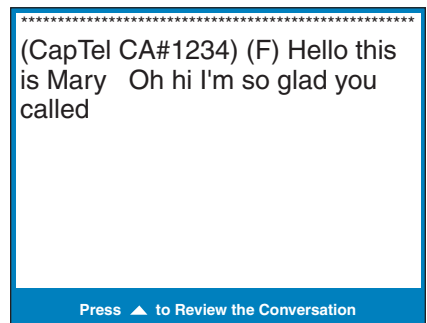 ******************************************************
(CapTel CA#1234) (F) Hello this
is Mary   Oh hi I'm so glad you
called
Press ▲ to Review the Conversation